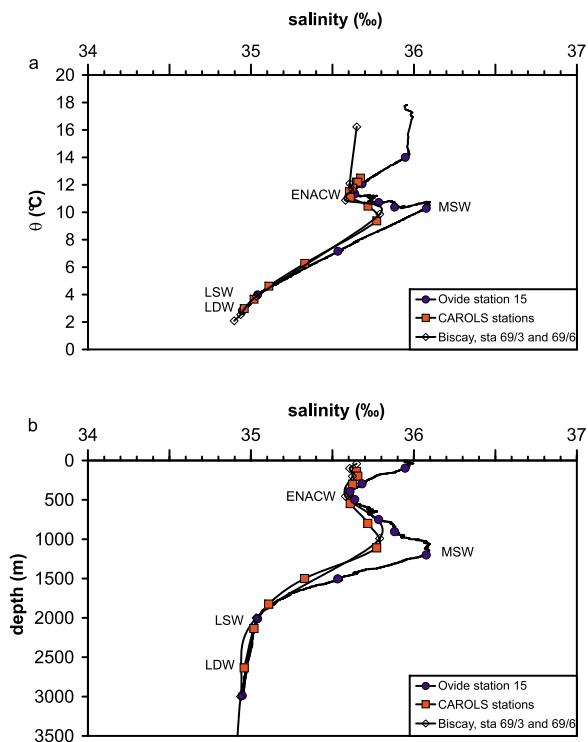 salinity (‰)
34 35 36 37
a
20
18
16
14
12
10
8
6
4
2
0
θ (°C)
ENACW
MSW
LSW
LDW
Ovide station 15
CAROLS stations
Biscay, sta 69/3 and 69/6
b
salinity (‰)
34 35 36 37
0
500
1000
1500
2000
2500
3000
3500
depth (m)
ENACW
MSW
LSW
LDW
Ovide station 15
CAROLS stations
Biscay, sta 69/3 and 69/6